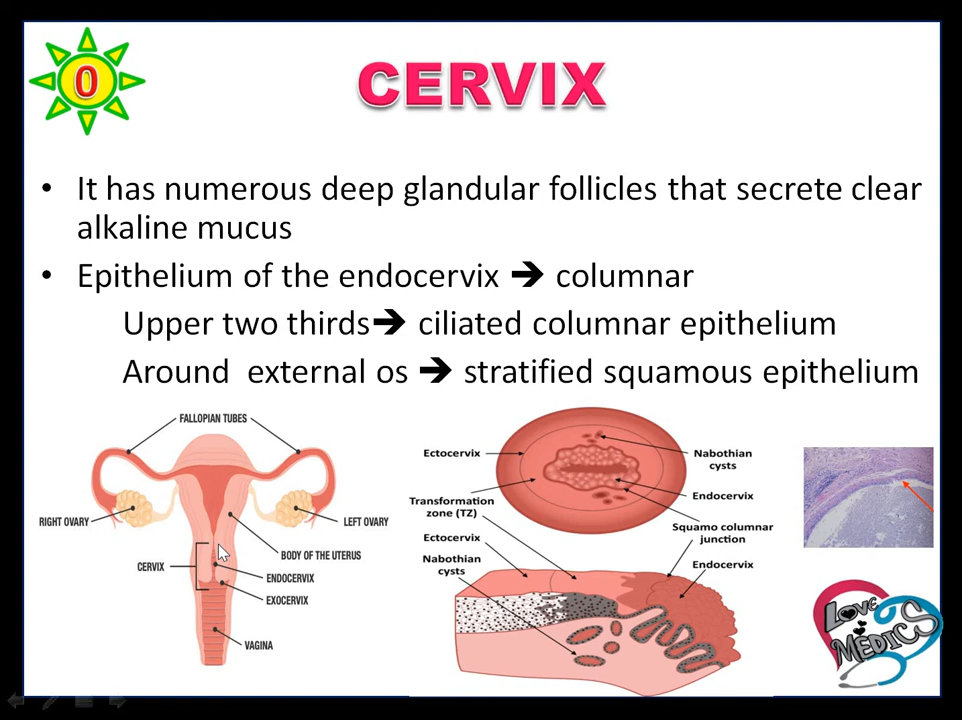 0
CERVIX
• It has numerous deep glandular follicles that secrete clear
alkaline mucus
• Epithelium of the endocervix ➔ columnar
Upper two thirds➔ ciliated columnar epithelium
Around external os ➔ stratified squamous epithelium
FALLOPIAN TUBES
RIGHT OVARY
LEFT OVARY
BODY OF THE UTERUS
CERVIX
ENDOCERVIX
EXOCERVIX
VAGINA
Ectocervix
Nabothian
cysts
Transformation
zone (TZ)
Endocervix
Squamo columnar
junction
Ectocervix
Nabothian
cysts
Endocervix
LOVE
MEDICS